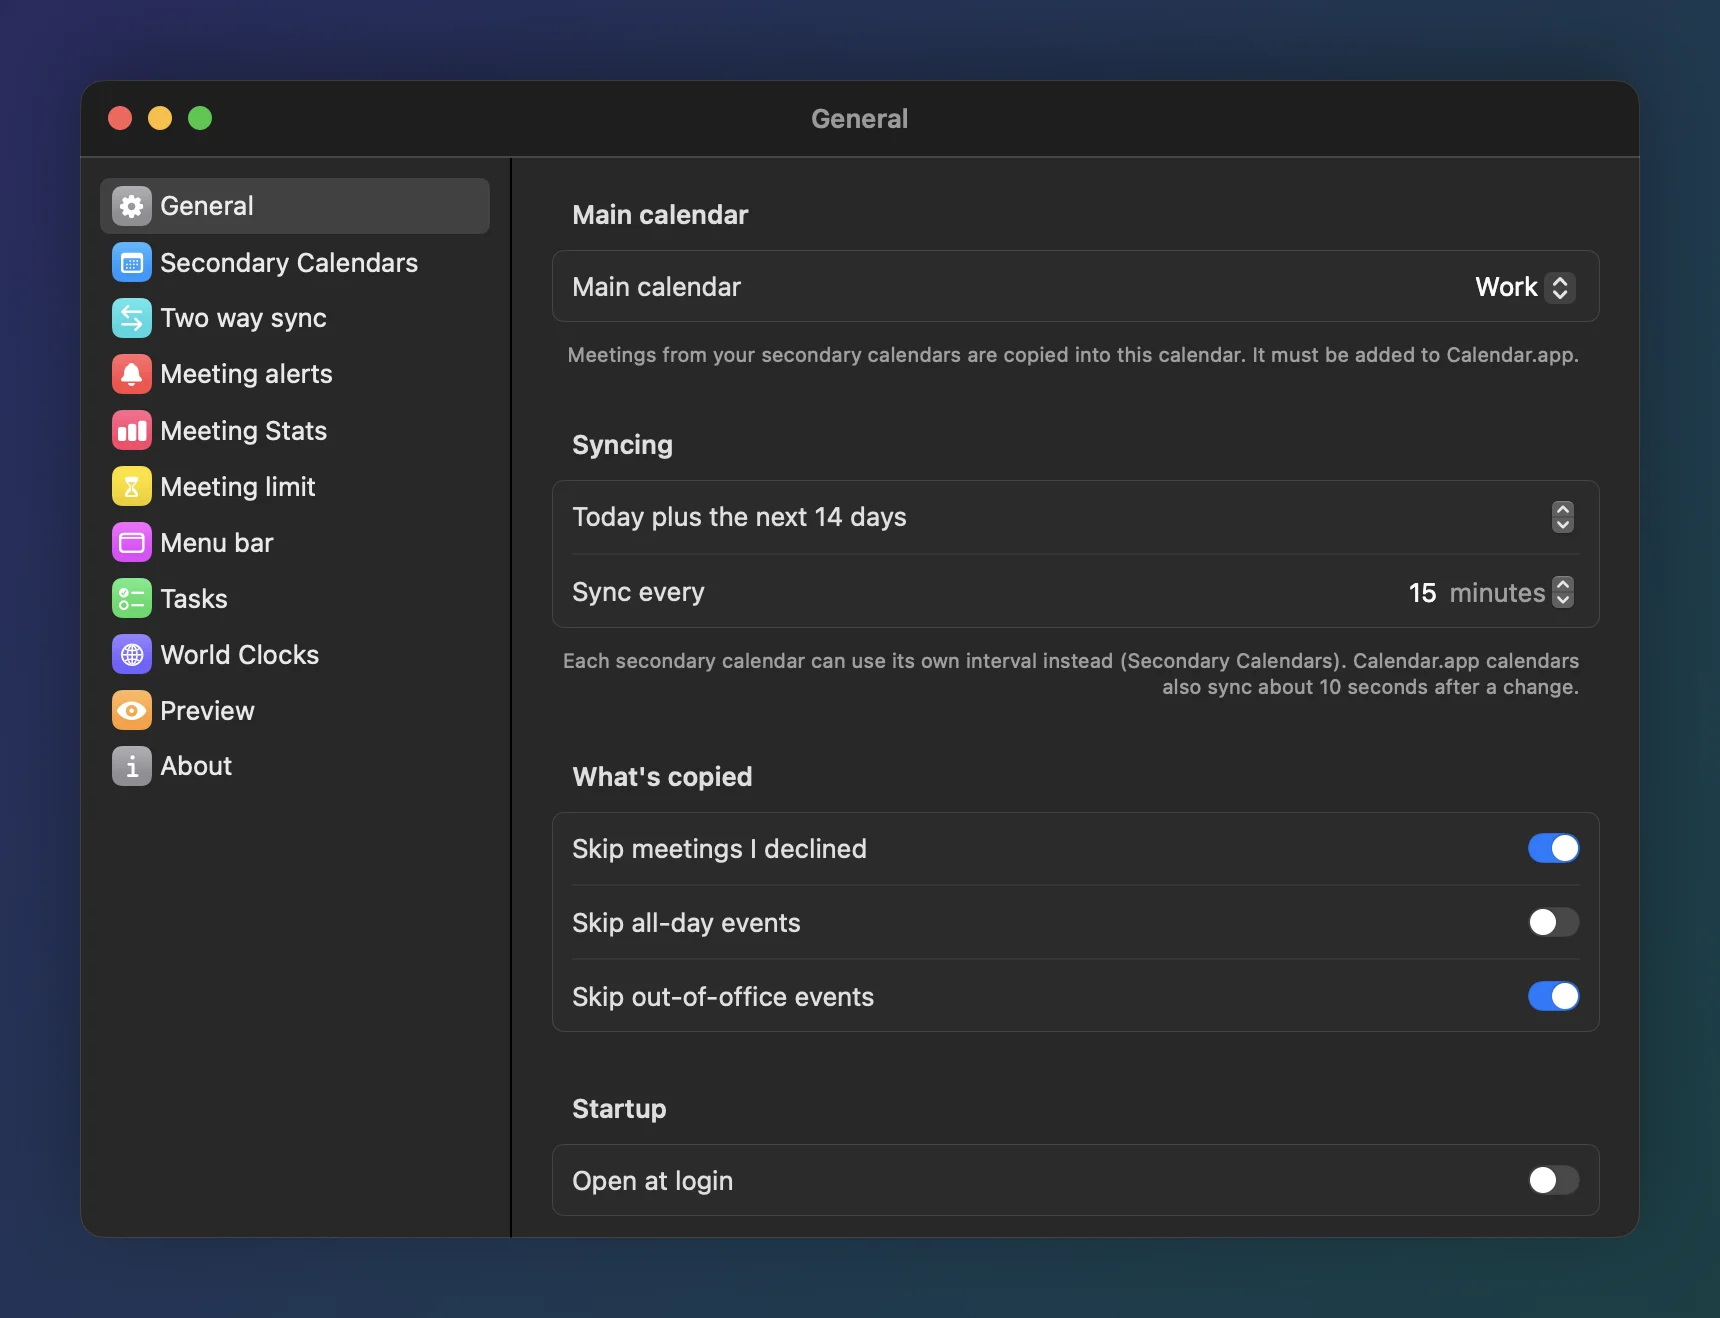 General
General
Secondary Calendars
Two way sync
Meeting alerts
Meeting Stats
Meeting limit
Menu bar
Tasks
World Clocks
Preview
About
Main calendar
Main calendar
Work
Meetings from your secondary calendars are copied into this calendar. It must be added to Calendar.app.
Syncing
Today plus the next 14 days
Sync every
15 minutes
Each secondary calendar can use its own interval instead (Secondary Calendars). Calendar.app calendars
also sync about 10 seconds after a change.
What's copied
Skip meetings I declined
Skip all-day events
Skip out-of-office events
Startup
Open at login